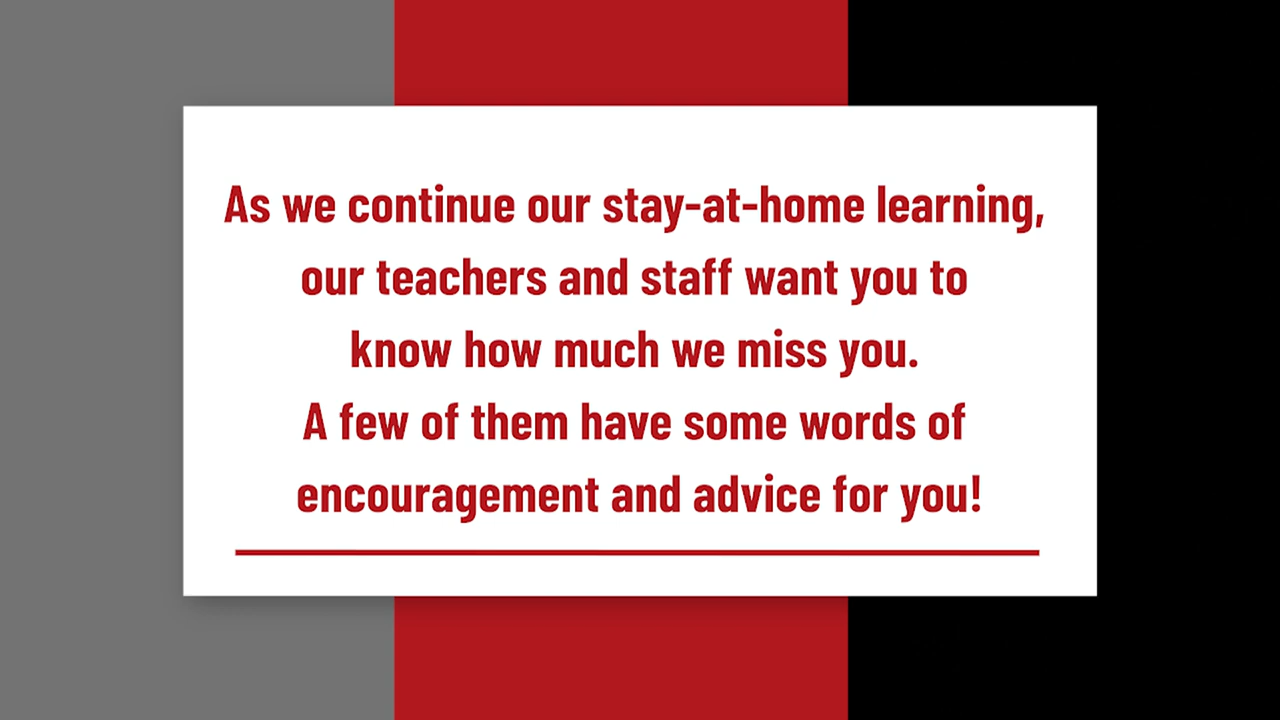 As we continue our stay-at-home learning,
our teachers and staff want you to
know how much we miss you.
A few of them have some words of
encouragement and advice for you!